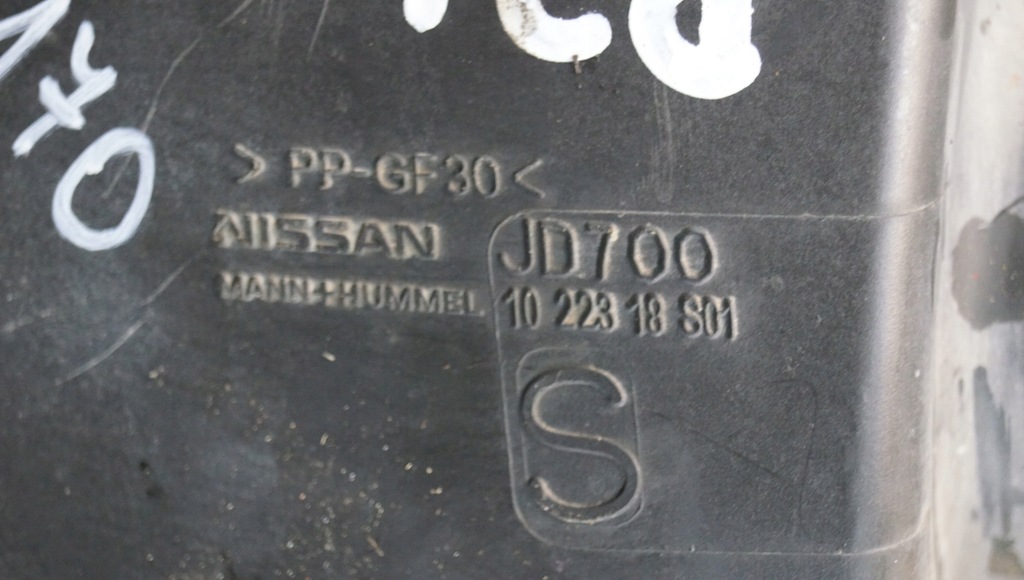 >PP-GF30<
NISSAN JD700
MANN+HUMMEL 10 223 18 S01
S